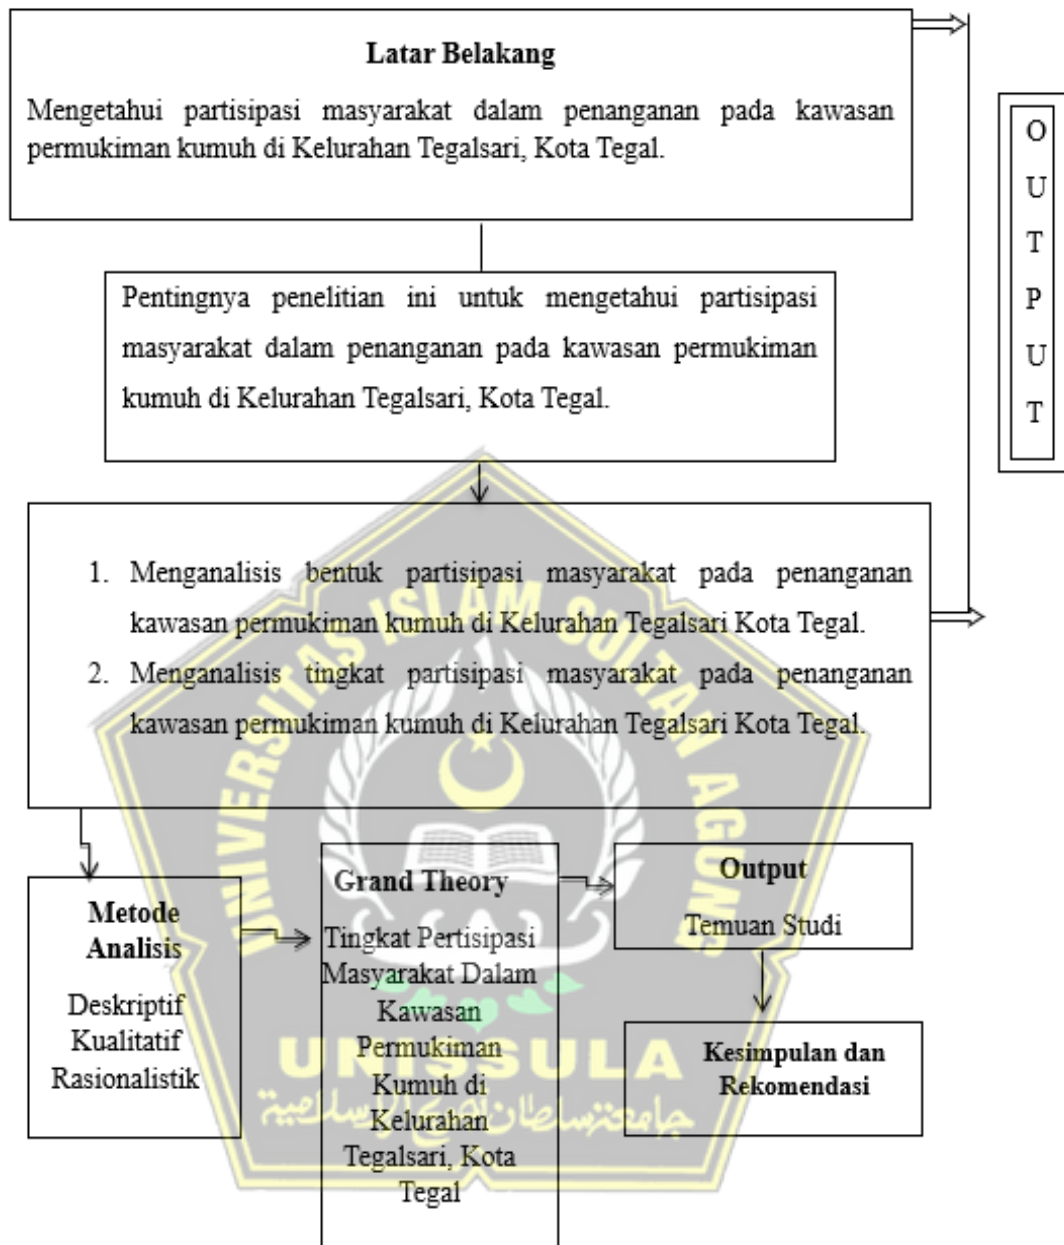 Latar Belakang
Mengetahui partisipasi masyarakat dalam penanganan pada kawasan
permukiman kumuh di Kelurahan Tegalsari, Kota Tegal.
O
U
T
P
U
T
Pentingnya penelitian ini untuk mengetahui partisipasi
masyarakat dalam penanganan pada kawasan permukiman
kumuh di Kelurahan Tegalsari, Kota Tegal.
1. Menganalisis bentuk partisipasi masyarakat pada penanganan
kawasan permukiman kumuh di Kelurahan Tegalsari Kota Tegal.
2. Menganalisis tingkat partisipasi masyarakat pada penanganan
kawasan permukiman kumuh di Kelurahan Tegalsari Kota Tegal.
Metode
Analisis
Deskriptif
Kualitatif
Rasionalistik
Grand Theory
Tingkat Pertisipasi
Masyarakat Dalam
Kawasan
Permukiman
Kumuh di
Kelurahan
Tegalsari, Kota
Tegal
Output
Temuan Studi
Kesimpulan dan
Rekomendasi
UNIVERSITAS ISLAM SULTAN AGUNG
UNISSULA
جامعة سلطان أجونج الإسلامية